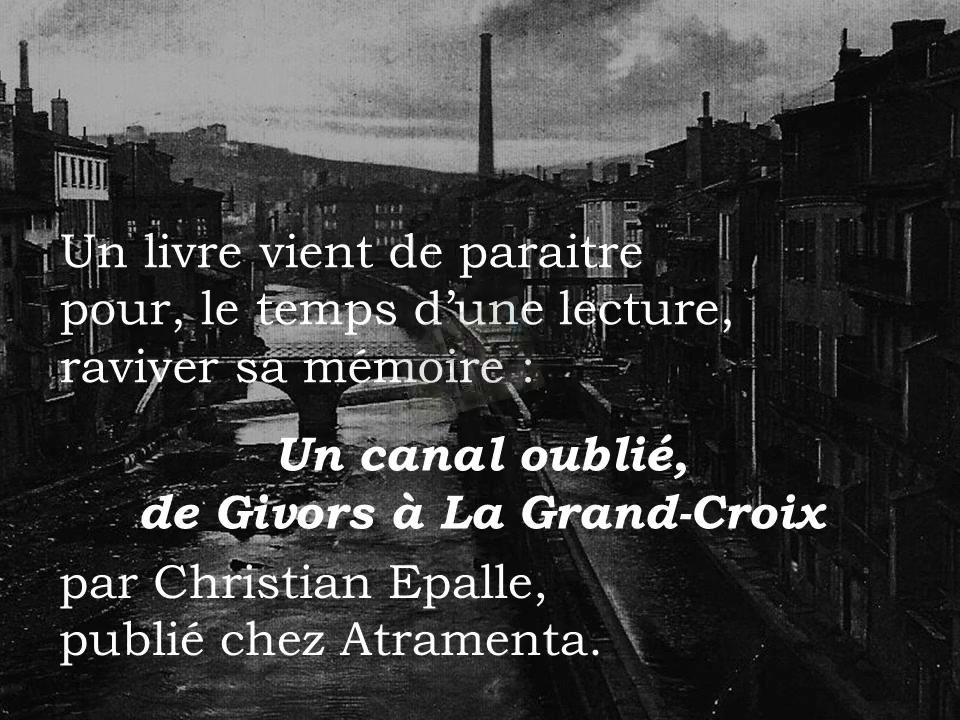 Un livre vient de paraitre
pour, le temps d’une lecture,
raviver sa mémoire :
Un canal oublié,
de Givors à La Grand-Croix
par Christian Epalle,
publié chez Atramenta.